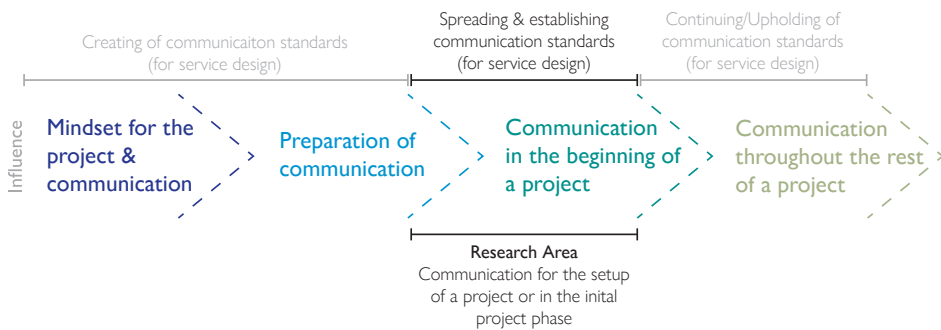 Creating of communicaiton standards
(for service design)
Spreading & establishing
communication standards
(for service design)
Continuing/Upholding of
communication standards
(for service design)
Influence
Mindset for the
project &
communication
Preparation of
communication
Communication
in the beginning of
a project
Communication
throughout the rest
of a project
Research Area
Communication for the setup
of a project or in the inital
project phase